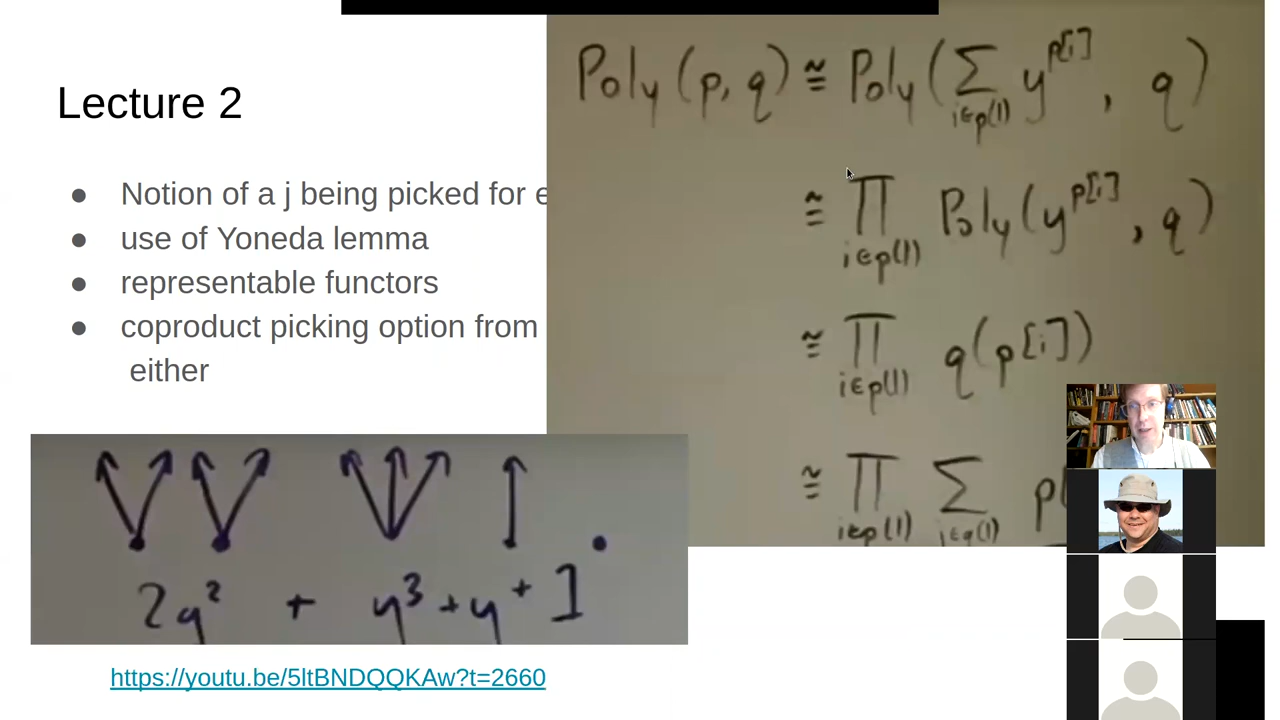 Lecture 2
● Notion of a j being picked for e
● use of Yoneda lemma
● representable functors
● coproduct picking option from
either
Poly (p, q) ≅ Poly ( ∑_{i∈p(1)} y^{p[i]} , q )
≅ ∏_{i∈p(1)} Poly ( y^{p[i]} , q )
≅ ∏_{i∈p(1)} q(p[i])
≅ ∏_{i∈p(1)} ∑_{j∈q(1)} p
2y² + y³ + y + 1
https://youtu.be/5ltBNDQQKAw?t=2660